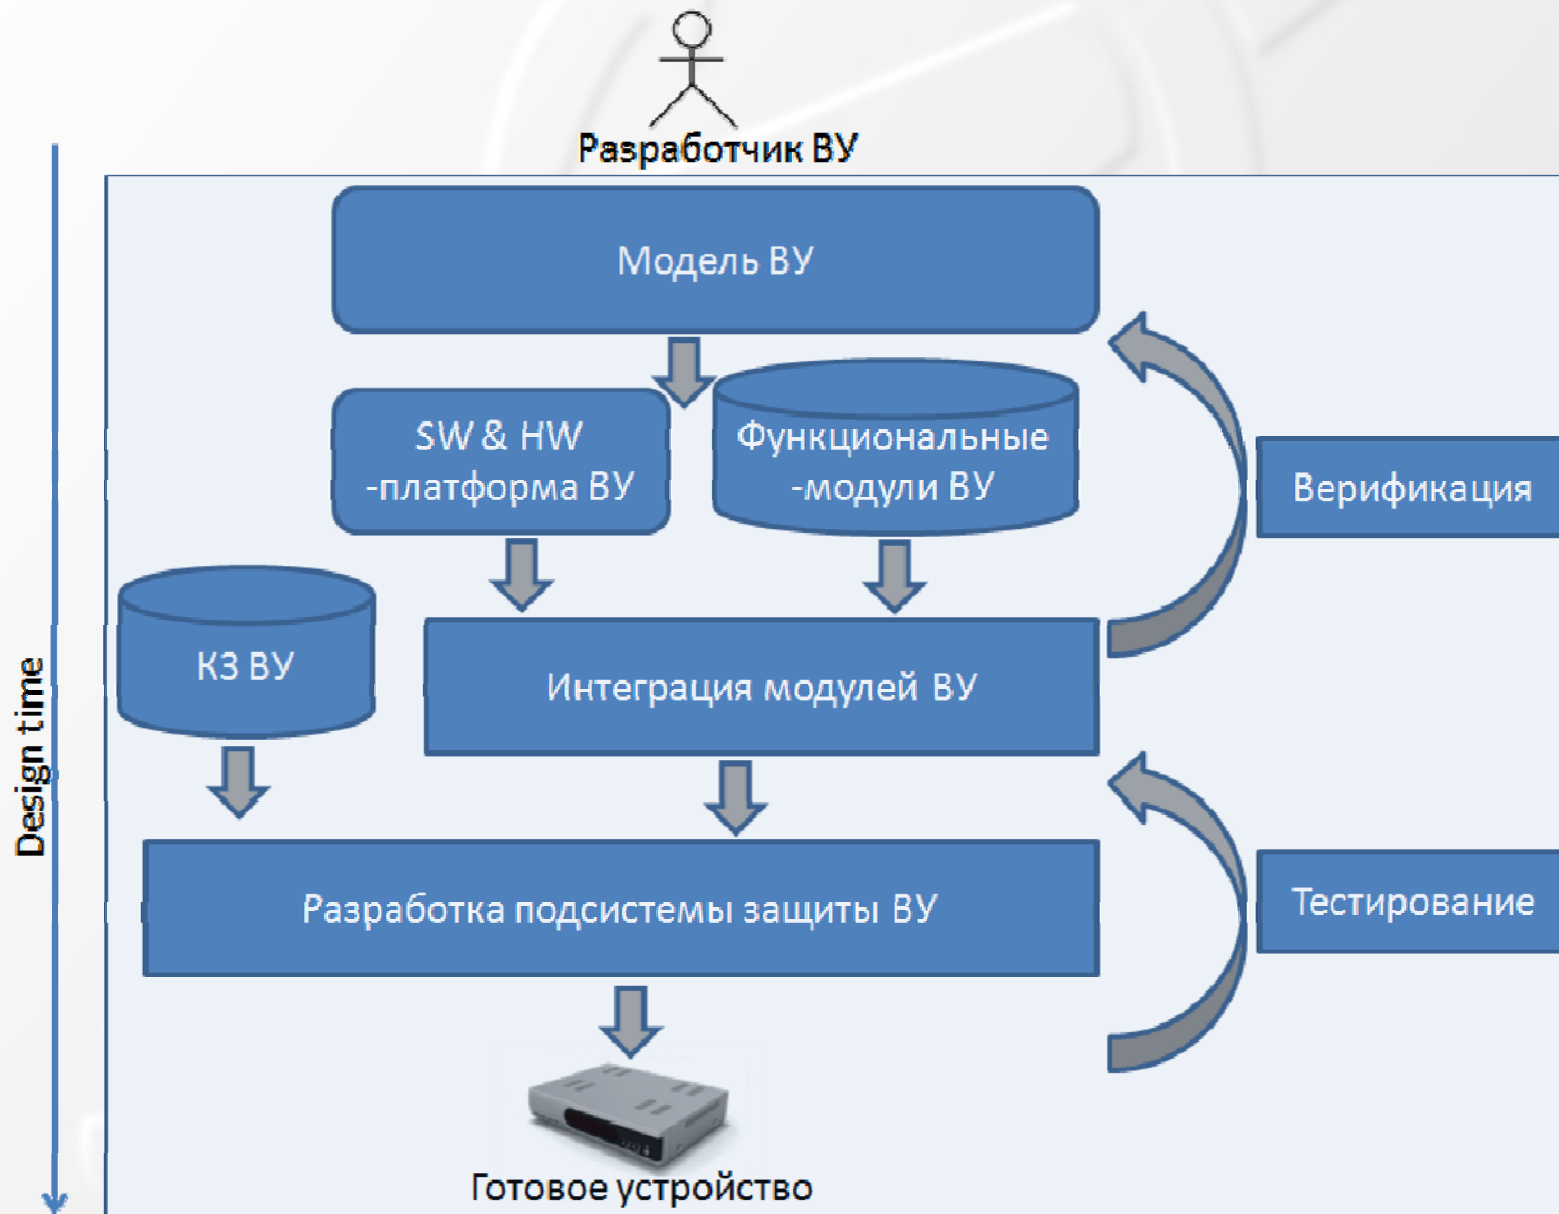 Разработчик ВУ
Модель ВУ
SW & HW
-платформа ВУ
Функциональные
-модули ВУ
Верификация
КЗ ВУ
Интеграция модулей ВУ
Design time
Разработка подсистемы защиты ВУ
Тестирование
Готовое устройство